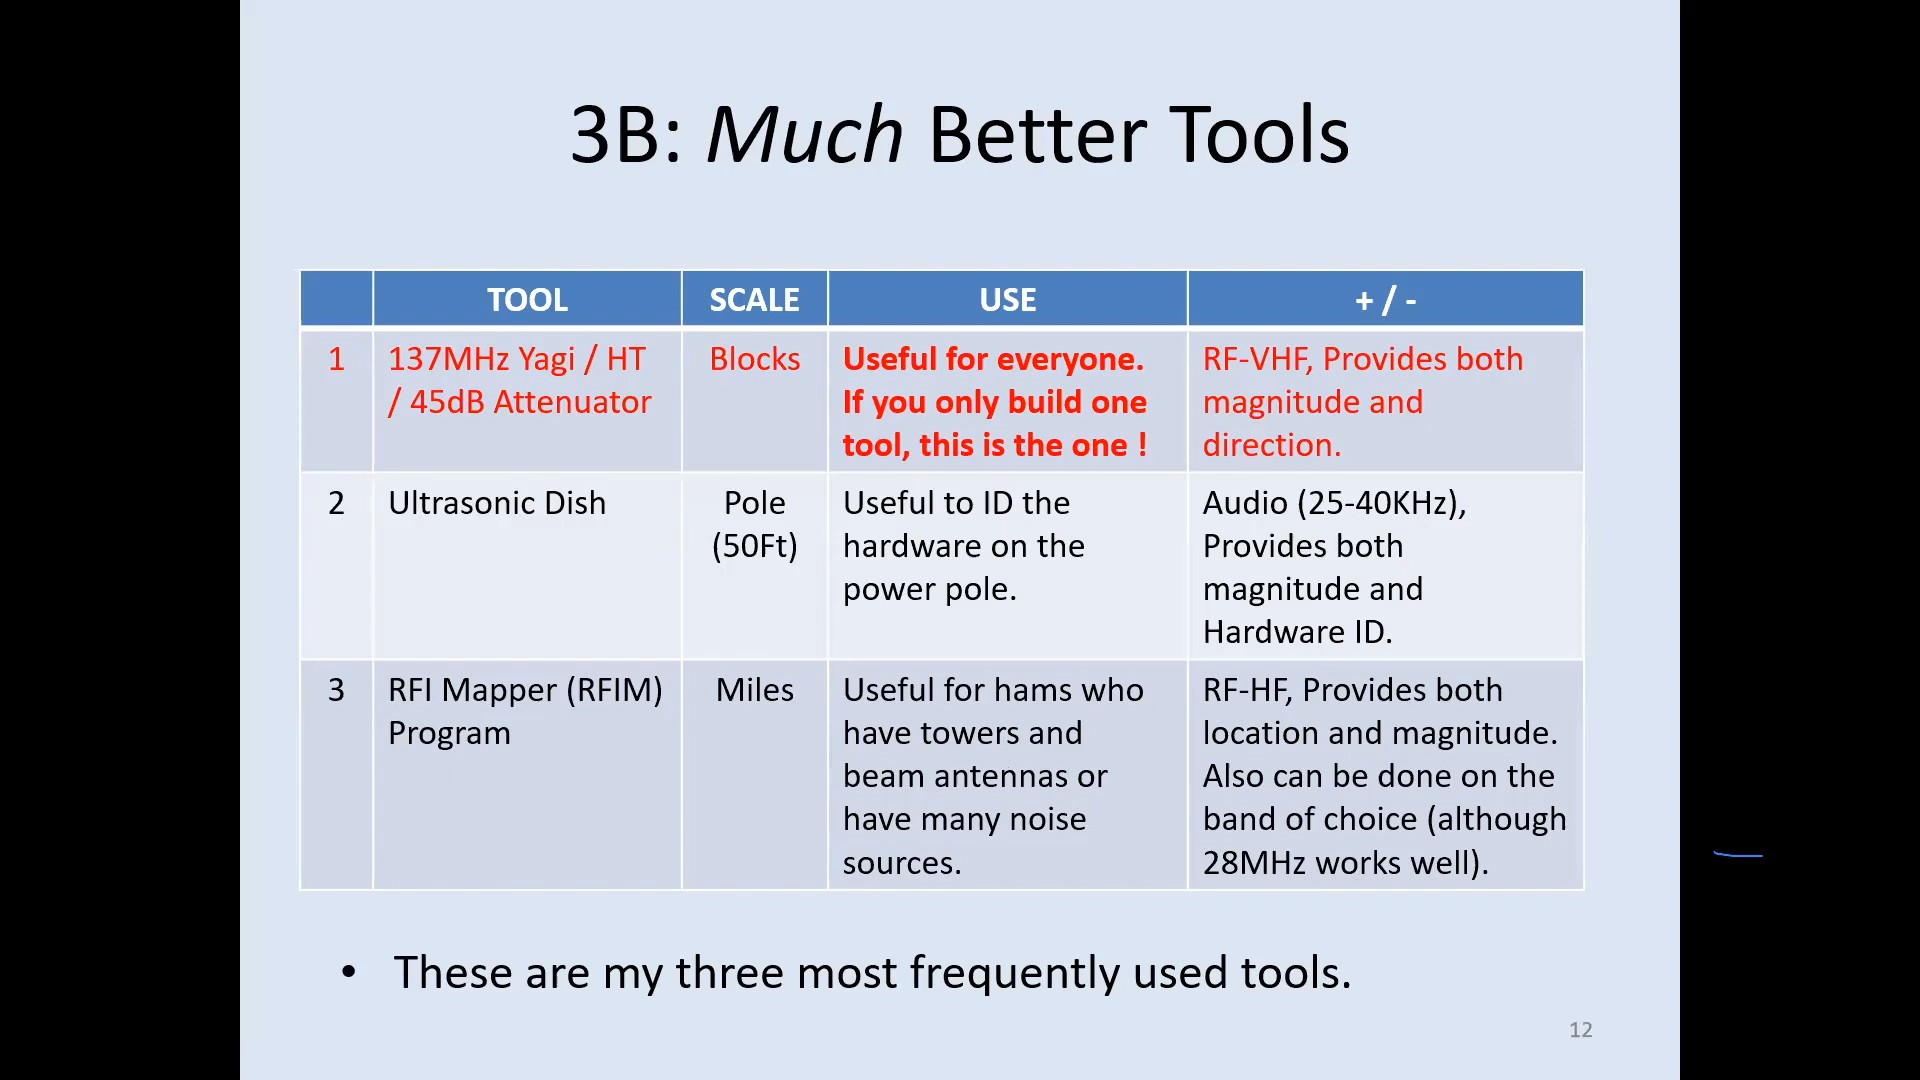 3B: Much Better Tools
TOOL SCALE USE + / -
1 137MHz Yagi / HT Blocks Useful for everyone. RF-VHF, Provides both
/ 45dB Attenuator If you only build one magnitude and
tool, this is the one ! direction.
2 Ultrasonic Dish Pole Useful to ID the Audio (25-40KHz),
(50Ft) hardware on the Provides both
power pole. magnitude and
Hardware ID.
3 RFI Mapper (RFIM) Miles Useful for hams who RF-HF, Provides both
Program have towers and location and magnitude.
beam antennas or Also can be done on the
have many noise band of choice (although
sources. 28MHz works well).
• These are my three most frequently used tools.
12